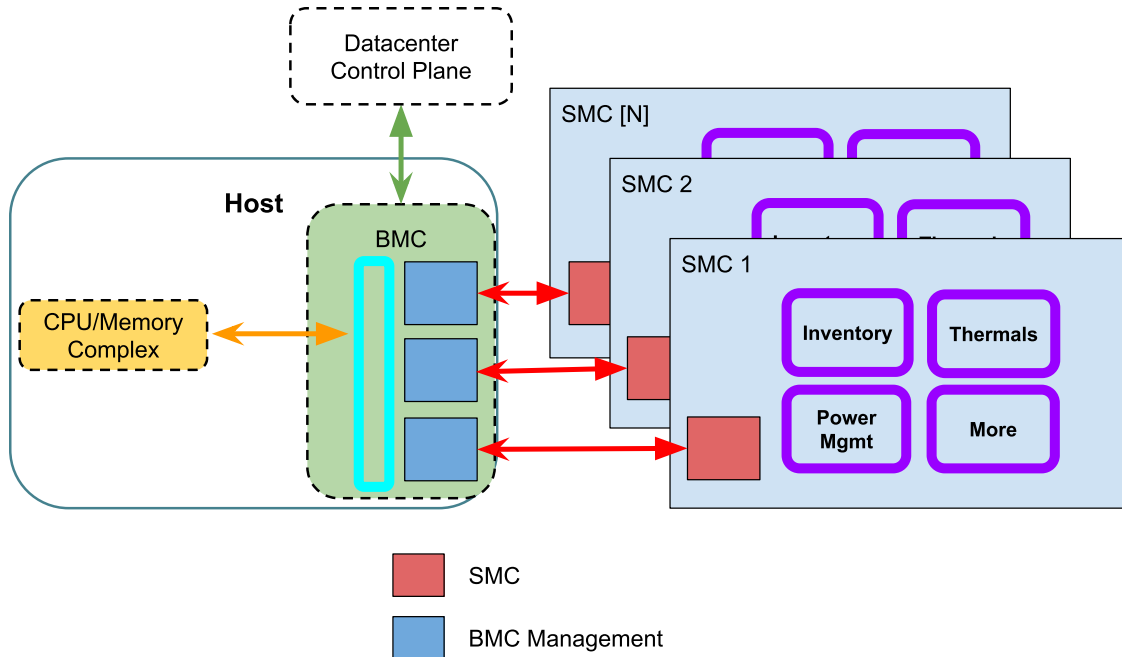 Datacenter
Control Plane
SMC [N]
SMC 2
Host
BMC
SMC 1
CPU/Memory
Complex
Inventory
Thermals
Power
Mgmt
More
SMC
BMC Management